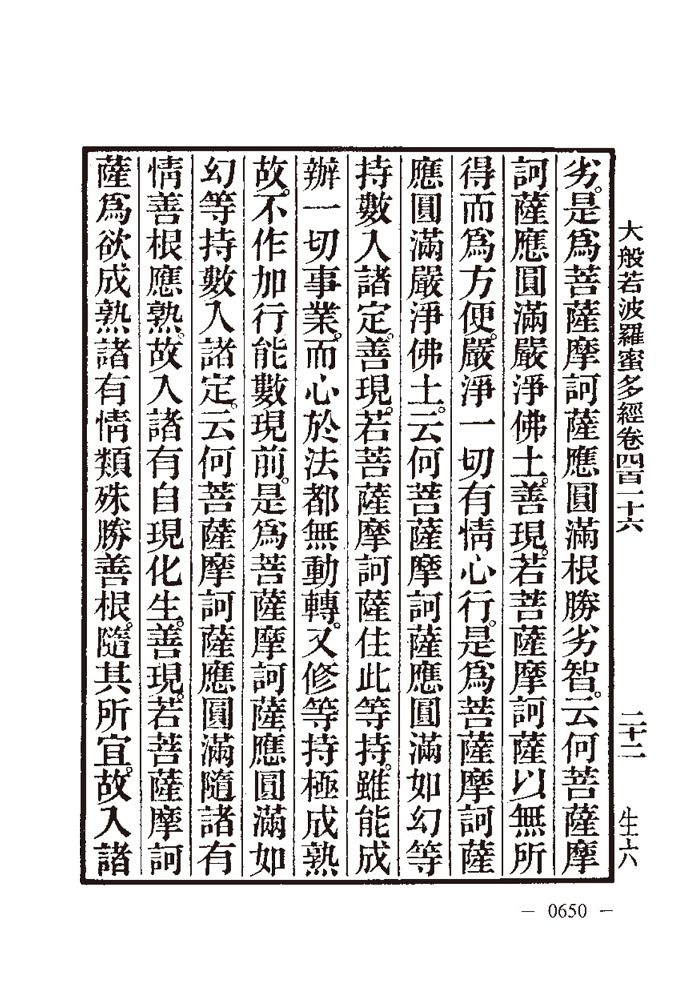 大般若波羅蜜多經卷四百一十六 二十二 生六
劣。是爲菩薩摩訶薩應圓滿根勝劣智。云何菩薩摩
訶薩應圓滿嚴淨佛土。善現。若菩薩摩訶薩以無所
得而爲方便。嚴淨一切有情心行。是爲菩薩摩訶薩
應圓滿嚴淨佛土。云何菩薩摩訶薩應圓滿如幻等
持數入諸定。善現。若菩薩摩訶薩住此等持。雖能成
辦一切事業。而心於法都無動轉。又修等持極成熟
故。不作加行能數現前。是爲菩薩摩訶薩應圓滿如
幻等持數入諸定。云何菩薩摩訶薩應圓滿隨諸有
情善根應熟。故入諸有自現化生。善現。若菩薩摩訶
薩爲欲成熟諸有情類殊勝善根。隨其所宜。故入諸
— 0650 —